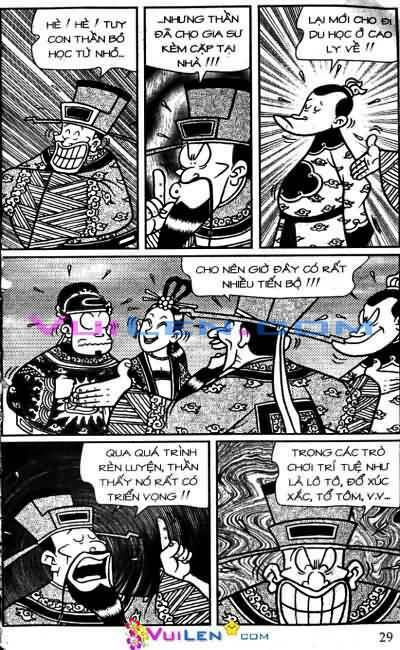 HÈ ! HÈ ! TUY
CON THẦN BỎ
HỌC TỪ NHỎ...
...NHƯNG THẦN
ĐÃ CHO GIA SƯ
KÈM CẶP TẠI
NHÀ !!!
LẠI MỚI CHO ĐI
DU HỌC Ở CAO
LY VỀ !!
CHO NÊN GIỜ ĐÂY CÓ RẤT
NHIỀU TIẾN BỘ !!!
VUILEN.COM
QUA QUÁ TRÌNH
RÈN LUYỆN, THẦN
THẤY NÓ RẤT CÓ
TRIỂN VỌNG !!
TRONG CÁC TRÒ
CHƠI TRÍ TUỆ NHƯ
LÀ LÔ TÔ, ĐỔ XÚC
XẮC, TỔ TÔM, V.V...
29
VUILEN.COM